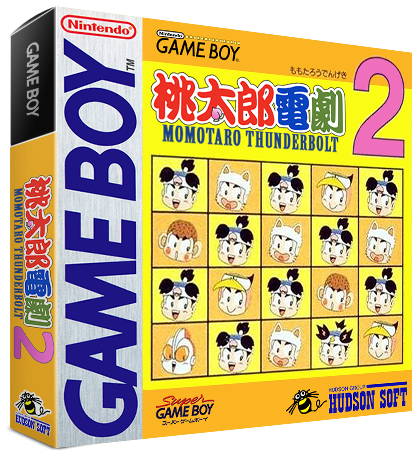 GAME BOY
桃太郎電劇2
MOMOTARO THUNDERBOLT
HUDSON SOFT
Nintendo
GAME BOY
TM
Nintendo
GAME BOY
ももたろうでんげき
桃太郎電劇2
MOMOTARO THUNDERBOLT
Super
GAME BOY
スーパーゲームボーイ
HUDSON GROUP
HUDSON SOFT